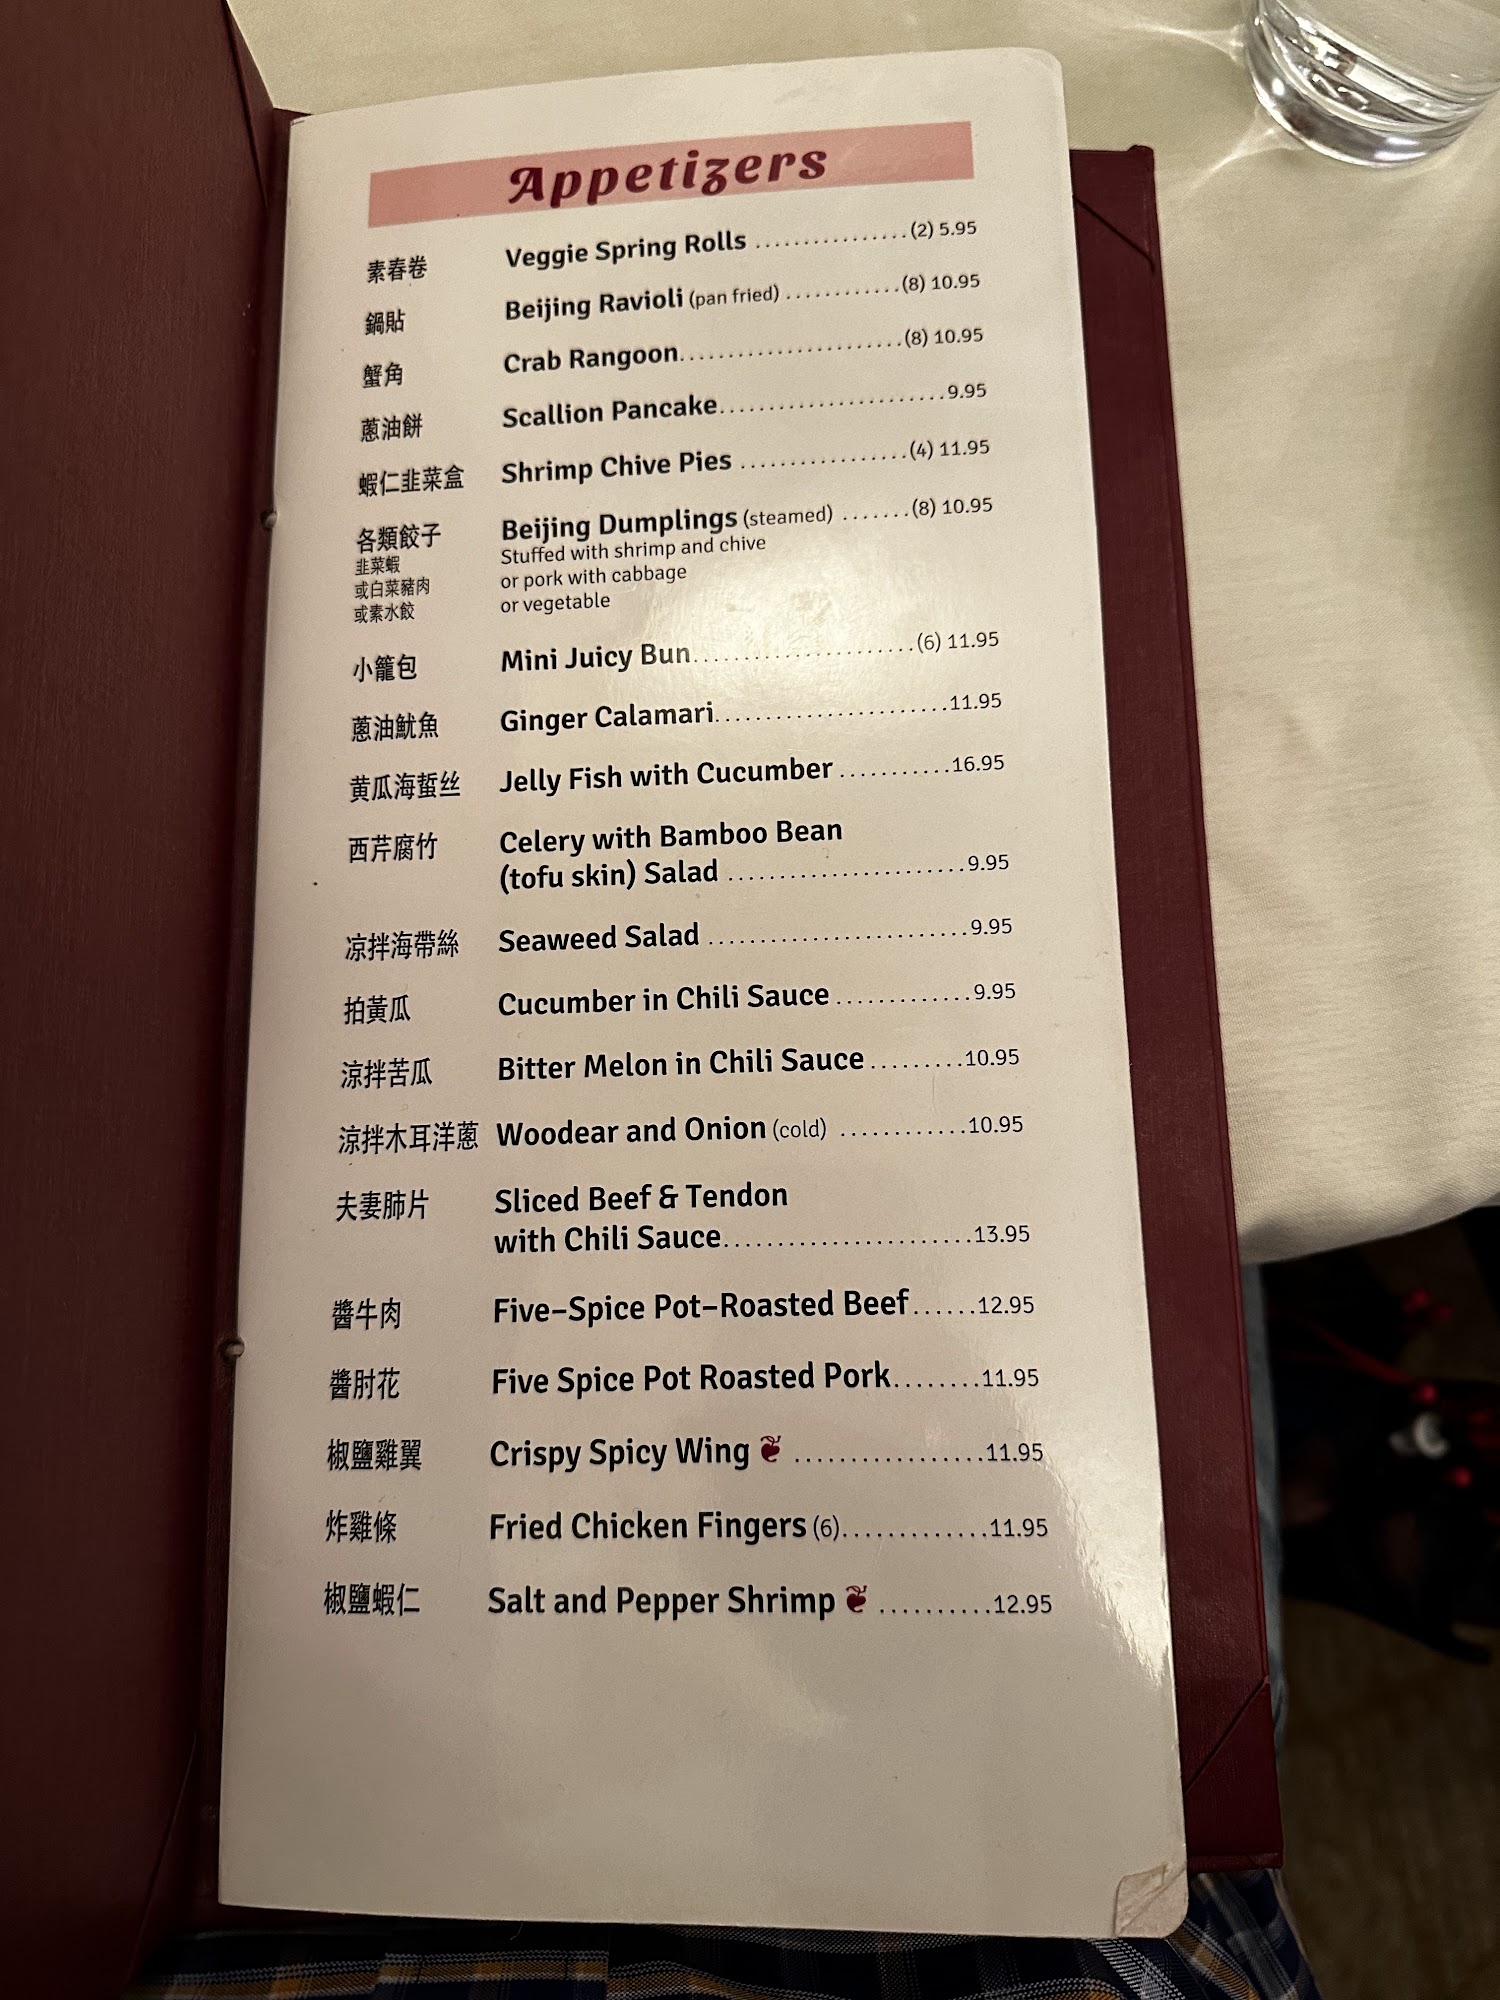 Appetizers
素春卷 Veggie Spring Rolls ................(2) 5.95
鍋貼 Beijing Ravioli (pan fried) ............(8) 10.95
蟹角 Crab Rangoon.......................(8) 10.95
蔥油餅 Scallion Pancake.......................9.95
蝦仁韭菜盒 Shrimp Chive Pies .................(4) 11.95
各類餃子 Beijing Dumplings (steamed) .......(8) 10.95
韭菜蝦 Stuffed with shrimp and chive
或白菜豬肉 or pork with cabbage
或素水餃 or vegetable
小籠包 Mini Juicy Bun.......................(6) 11.95
蔥油魷魚 Ginger Calamari.......................11.95
黄瓜海蜇丝 Jelly Fish with Cucumber ...........16.95
西芹腐竹 Celery with Bamboo Bean
(tofu skin) Salad .......................9.95
凉拌海帶絲 Seaweed Salad .........................9.95
拍黃瓜 Cucumber in Chili Sauce .............9.95
涼拌苦瓜 Bitter Melon in Chili Sauce .........10.95
涼拌木耳洋蔥 Woodear and Onion (cold) ............10.95
夫妻肺片 Sliced Beef & Tendon
with Chili Sauce.......................13.95
醬牛肉 Five-Spice Pot-Roasted Beef......12.95
醬肘花 Five Spice Pot Roasted Pork........11.95
椒鹽雞翼 Crispy Spicy Wing .................11.95
炸雞條 Fried Chicken Fingers (6).............11.95
椒鹽蝦仁 Salt and Pepper Shrimp ..........12.95